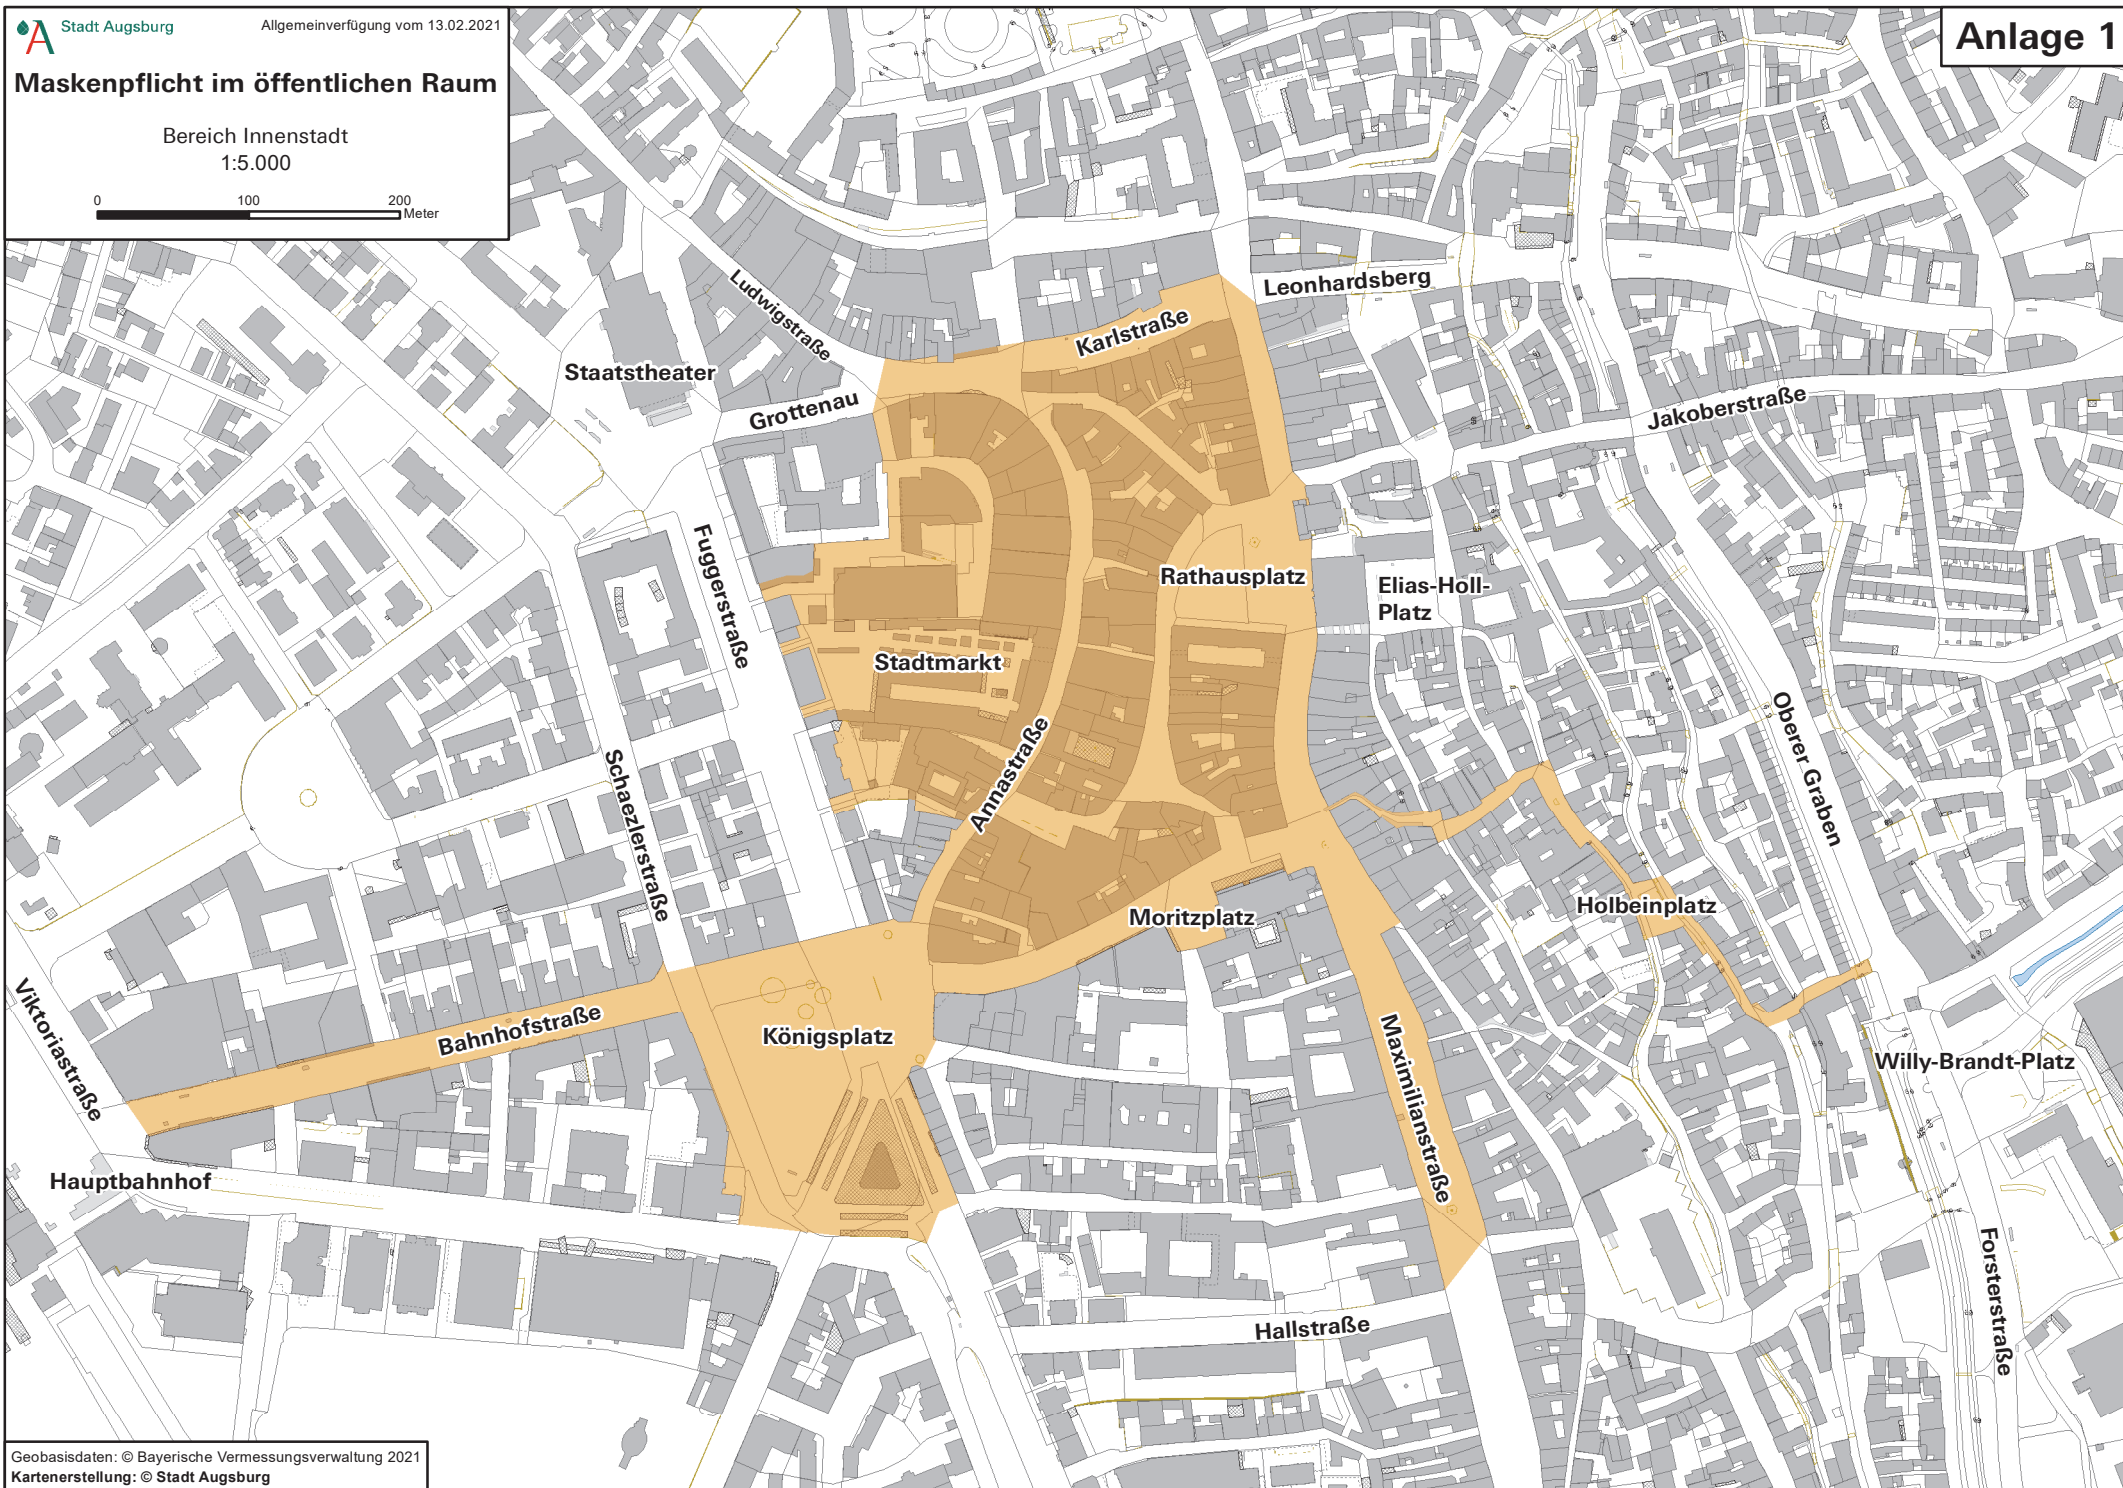 Stadt Augsburg
Allgemeinverfügung vom 13.02.2021
Maskenpflicht im öffentlichen Raum
Bereich Innenstadt
1:5.000
0 100 200
Meter
Anlage 1
Leonhardsberg
Ludwigstraße
Karlstraße
Staatstheater
Grottenau
Jakoberstraße
Fuggerstraße
Rathausplatz
Elias-Holl-
Platz
Stadtmarkt
Annastraße
Oberer Graben
Schaezlerstraße
Holbeinplatz
Moritzplatz
Viktoriastraße
Bahnhofstraße
Königsplatz
Maximilianstraße
Willy-Brandt-Platz
Hauptbahnhof
Forsterstraße
Hallstraße
Geobasisdaten: © Bayerische Vermessungsverwaltung 2021
Kartenerstellung: © Stadt Augsburg